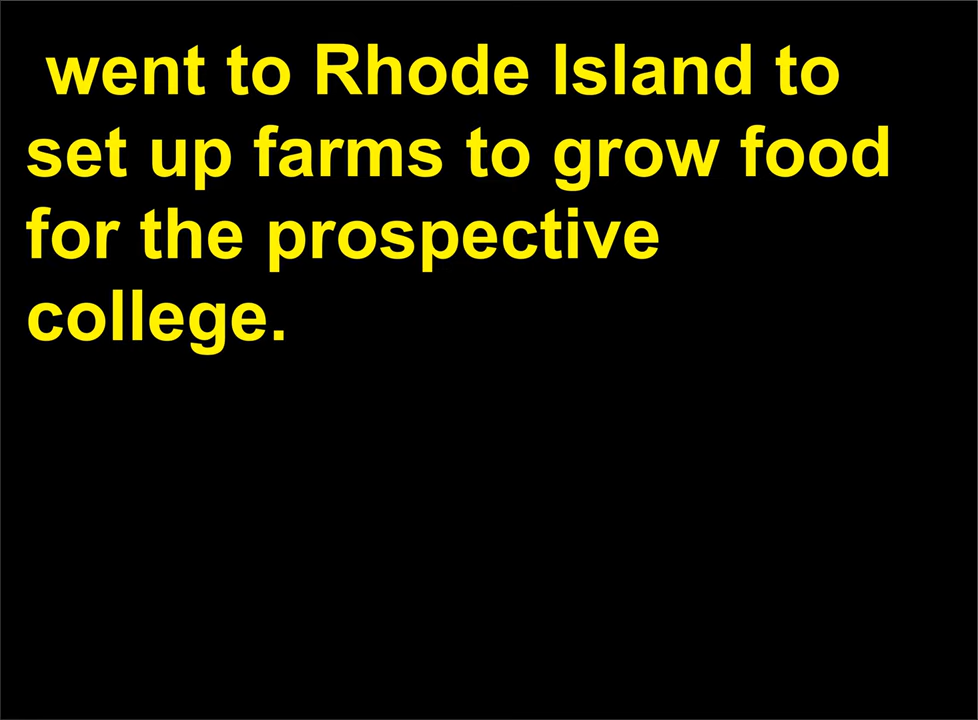 went to Rhode Island to
set up farms to grow food
for the prospective
college.